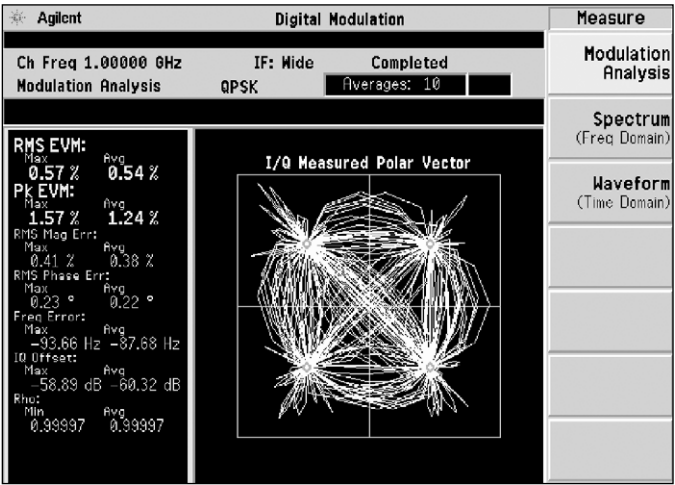 Agilent Digital Modulation Measure
Ch Freq 1.00000 GHz IF: Wide Completed
Modulation Analysis QPSK Averages: 10
RMS EVM:
Max Avg
0.57 % 0.54 %
Pk EVM:
Max Avg
1.57 % 1.24 %
RMS Mag Err:
Max Avg
0.41 % 0.38 %
RMS Phase Err:
Max Avg
0.23 ° 0.22 °
Freq Error:
Max Avg
-93.66 Hz -87.68 Hz
IQ Offset:
Max Avg
-58.89 dB -60.32 dB
Rho:
Min Avg
0.99997 0.99997
I/Q Measured Polar Vector
Modulation
Analysis
Spectrum
(Freq Domain)
Waveform
(Time Domain)